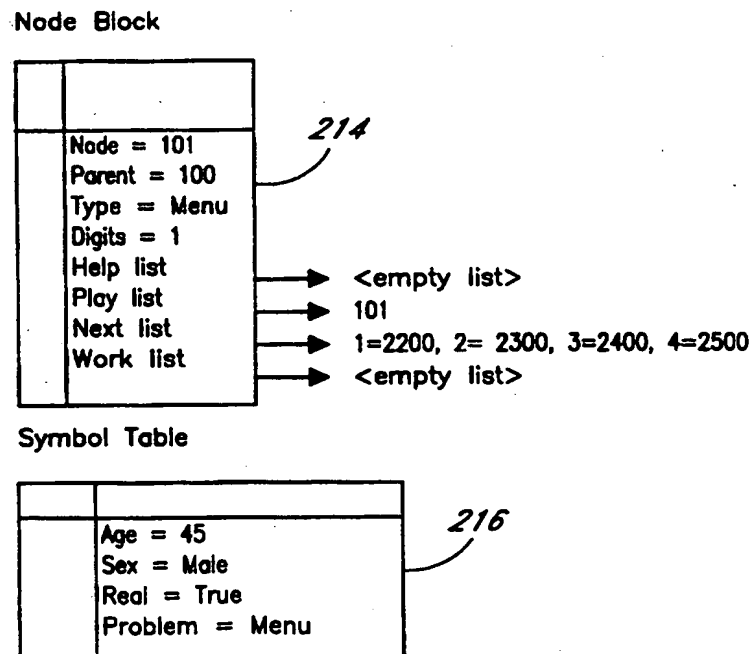 Node Block
214
Node = 101
Parent = 100
Type = Menu
Digits = 1
Help list
<empty list>
Play list
101
Next list
1=2200, 2= 2300, 3=2400, 4=2500
Work list
<empty list>
Symbol Table
216
Age = 45
Sex = Male
Real = True
Problem = Menu